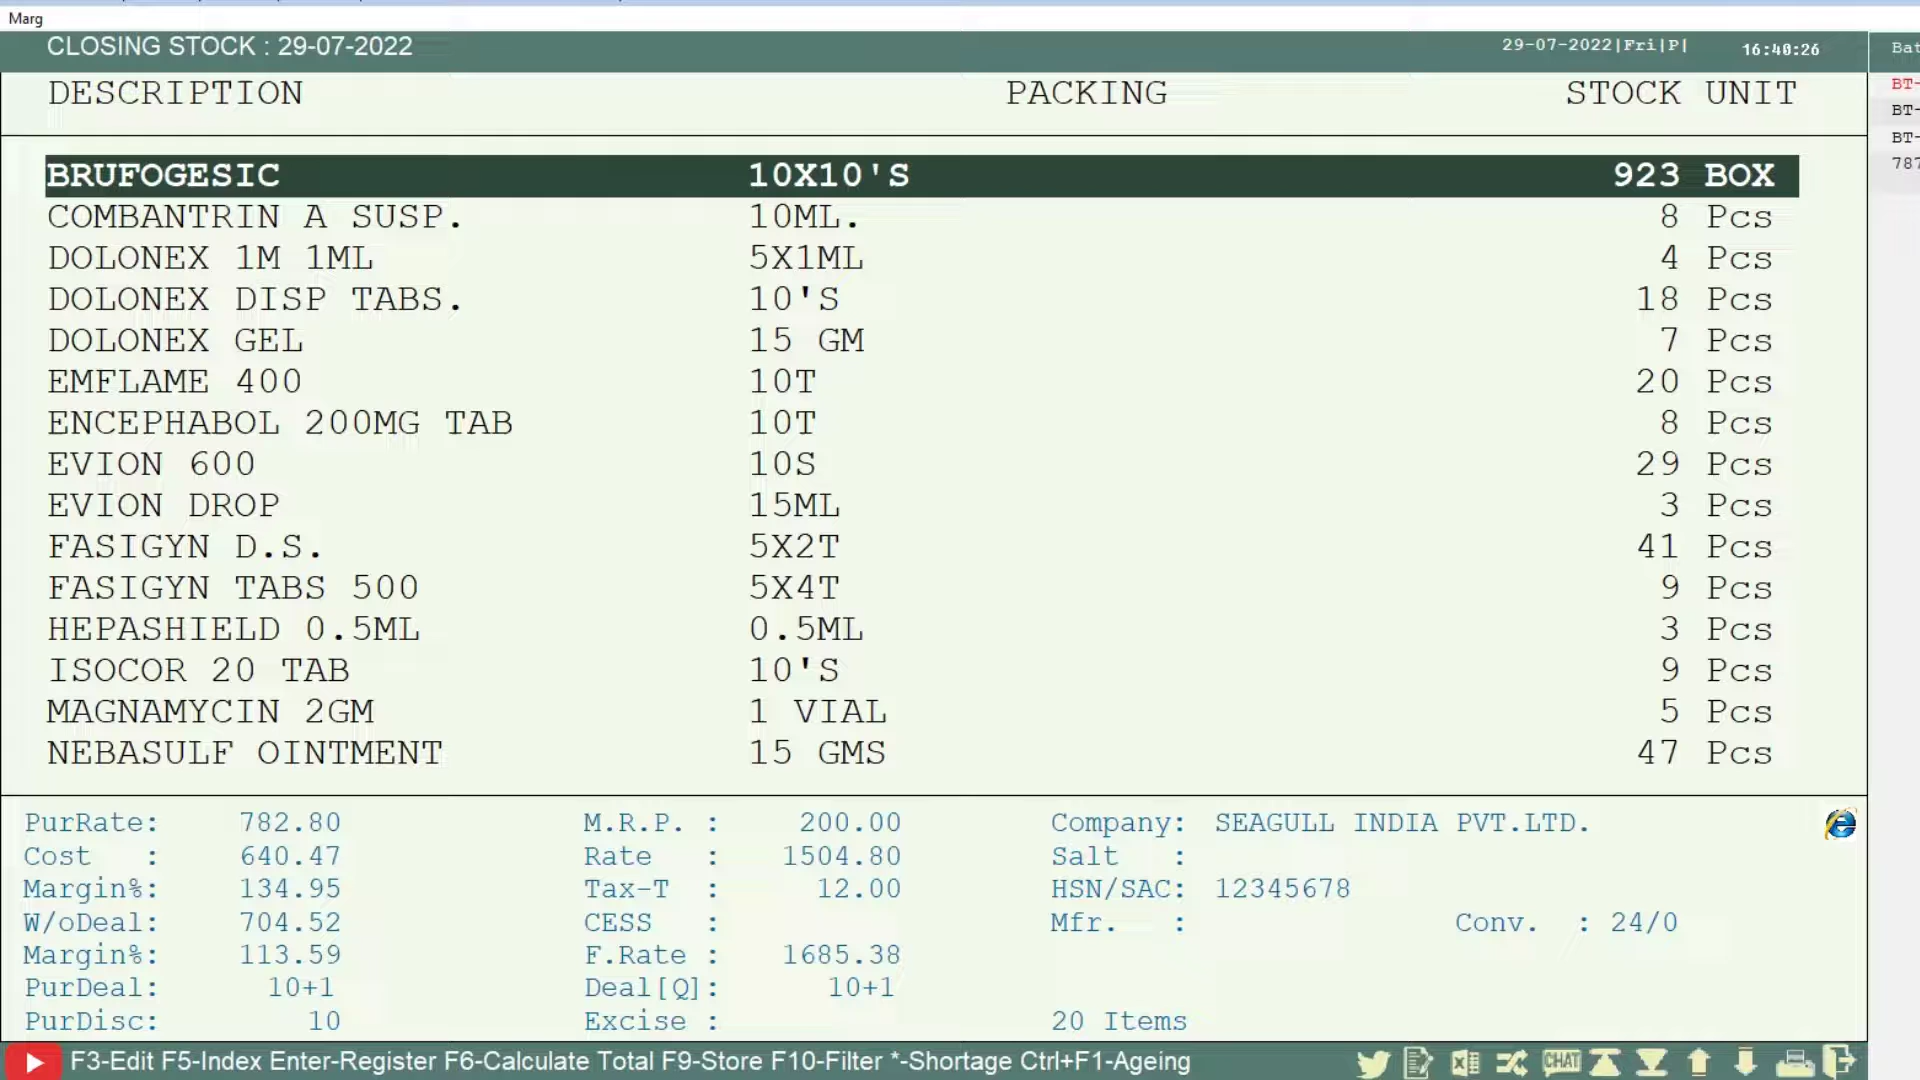 Marg
CLOSING STOCK : 29-07-2022
29-07-2022|Fri|P|
16:40:26
DESCRIPTION PACKING STOCK UNIT
BRUFOGESIC 10X10'S 923 BOX
COMBANTRIN A SUSP. 10ML. 8 Pcs
DOLONEX 1M 1ML 5X1ML 4 Pcs
DOLONEX DISP TABS. 10'S 18 Pcs
DOLONEX GEL 15 GM 7 Pcs
EMFLAME 400 10T 20 Pcs
ENCEPHABOL 200MG TAB 10T 8 Pcs
EVION 600 10S 29 Pcs
EVION DROP 15ML 3 Pcs
FASIGYN D.S. 5X2T 41 Pcs
FASIGYN TABS 500 5X4T 9 Pcs
HEPASHIELD 0.5ML 0.5ML 3 Pcs
ISOCOR 20 TAB 10'S 9 Pcs
MAGNAMYCIN 2GM 1 VIAL 5 Pcs
NEBASULF OINTMENT 15 GMS 47 Pcs
PurRate: 782.80 M.R.P. : 200.00 Company: SEAGULL INDIA PVT.LTD.
Cost : 640.47 Rate : 1504.80 Salt :
Margin%: 134.95 Tax-T : 12.00 HSN/SAC: 12345678
W/oDeal: 704.52 CESS : Mfr. : Conv. : 24/0
Margin%: 113.59 F.Rate : 1685.38
PurDeal: 10+1 Deal[Q]: 10+1
PurDisc: 10 Excise : 20 Items
F3-Edit F5-Index Enter-Register F6-Calculate Total F9-Store F10-Filter *-Shortage Ctrl+F1-Ageing
CHAT
Bat
BT-
BT-
BT-
787